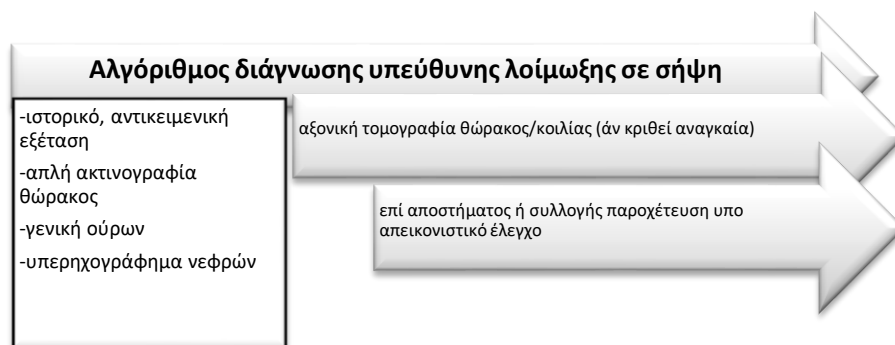 Αλγόριθμος διάγνωσης υπεύθυνης λοίμωξης σε σήψη
-ιστορικό, αντικειμενική
εξέταση
-απλή ακτινογραφία
θώρακος
-γενική ούρων
-υπερηχογράφημα νεφρών
αξονική τομογραφία θώρακος/κοιλίας (άν κριθεί αναγκαία)
επί αποστήματος ή συλλογής παροχέτευση υπο
απεικονιστικό έλεγχο